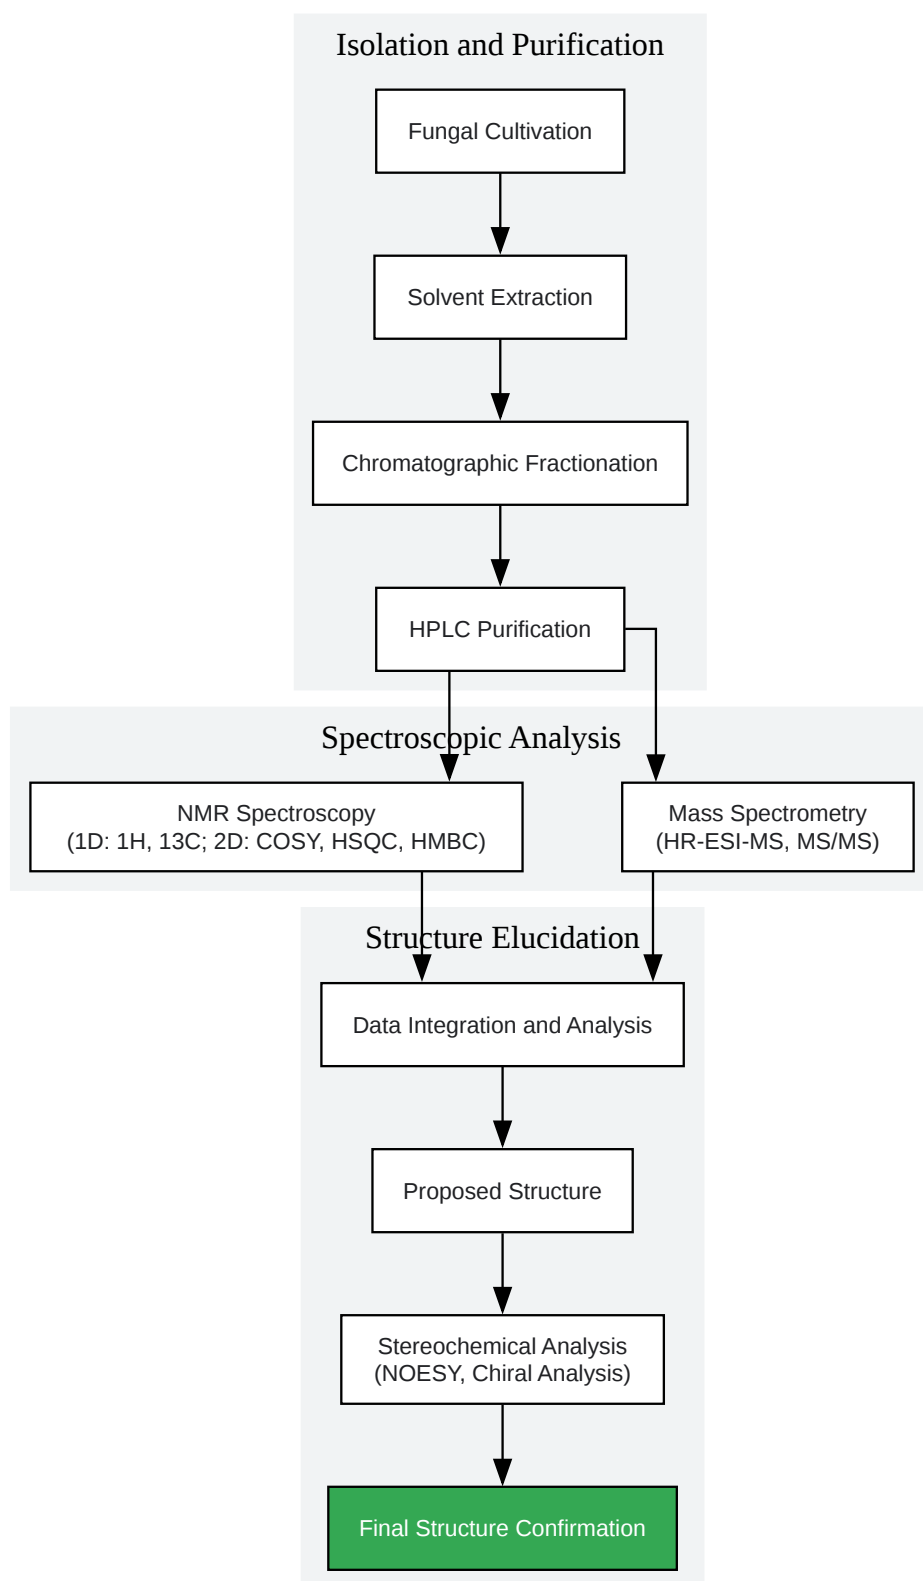 Isolation and Purification
Fungal Cultivation
Solvent Extraction
Chromatographic Fractionation
HPLC Purification
Spectroscopic Analysis
NMR Spectroscopy
(1D: 1H, 13C; 2D: COSY, HSQC, HMBC)
Mass Spectrometry
(HR-ESI-MS, MS/MS)
Structure Elucidation
Data Integration and Analysis
Proposed Structure
Stereochemical Analysis
(NOESY, Chiral Analysis)
Final Structure Confirmation